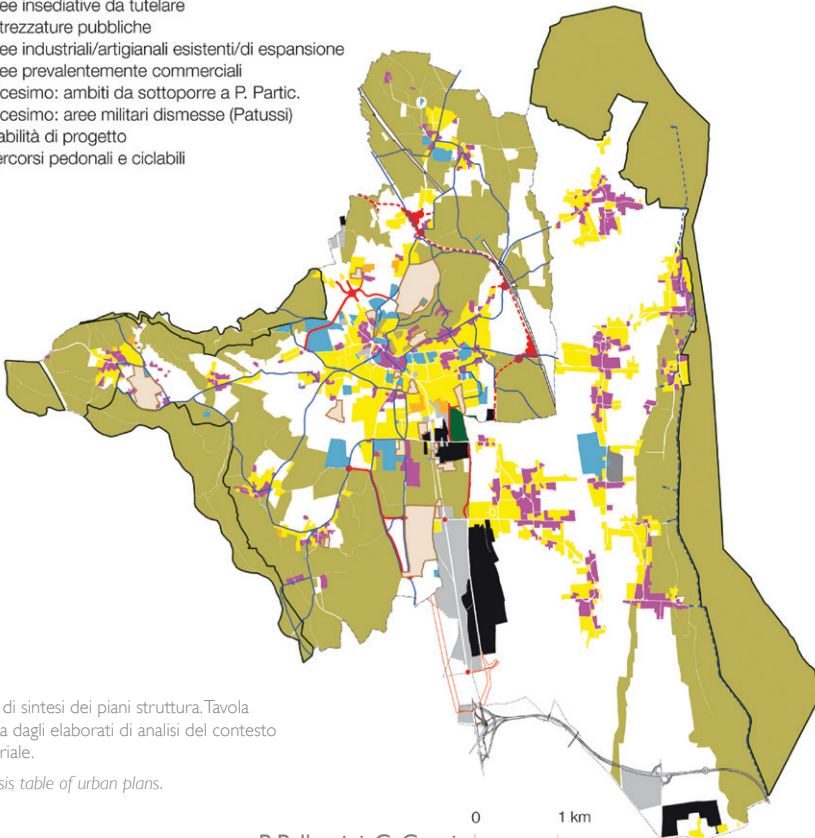 ee insediative da tutelare
trezzature pubbliche
ee industriali/artigianali esistenti/di espansione
ee prevalentemente commerciali
cesimo: ambiti da sottoporre a P. Partic.
cesimo: aree militari dismesse (Patussi)
abilità di progetto
ercorsi pedonali e ciclabili
di sintesi dei piani struttura. Tavola
a dagli elaborati di analisi del contesto
riale.
sis table of urban plans.
0 1 km